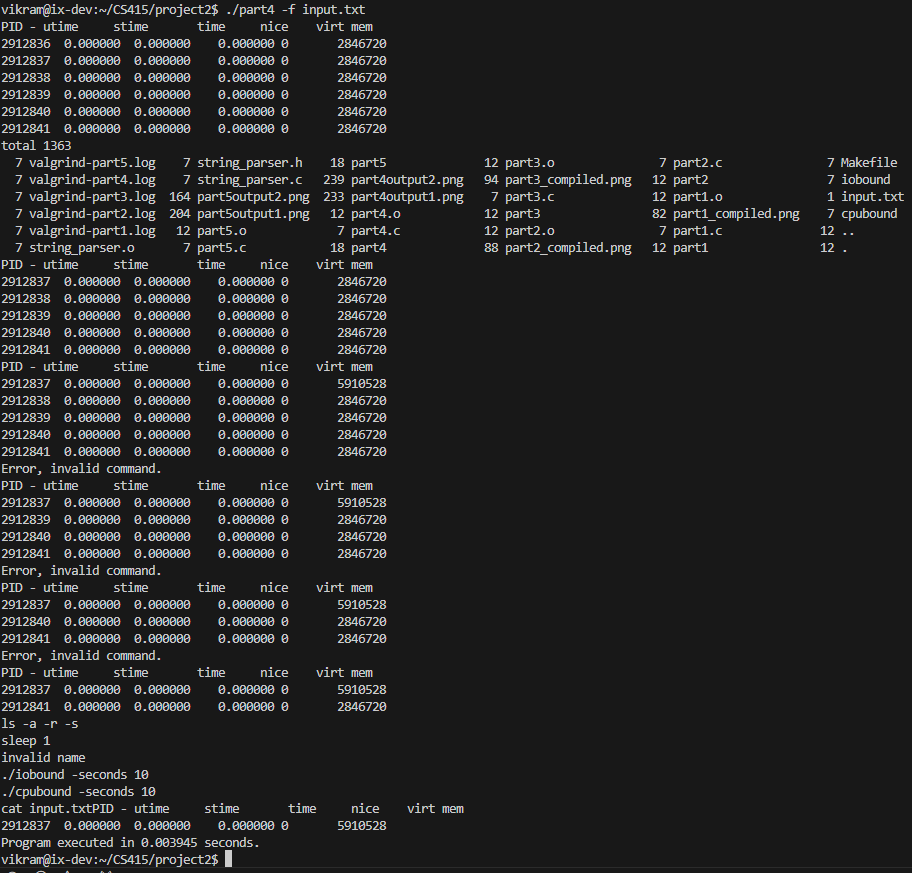 vikram@ix-dev:~/CS415/project2$ ./part4 -f input.txt
PID - utime     stime       time     nice    virt mem
2912836  0.000000  0.000000    0.000000 0       2846720
2912837  0.000000  0.000000    0.000000 0       2846720
2912838  0.000000  0.000000    0.000000 0       2846720
2912839  0.000000  0.000000    0.000000 0       2846720
2912840  0.000000  0.000000    0.000000 0       2846720
2912841  0.000000  0.000000    0.000000 0       2846720
total 1363
  7 valgrind-part5.log    7 string_parser.h    18 part5              12 part3.o              7 part2.c               7 Makefile
  7 valgrind-part4.log    7 string_parser.c   239 part4output2.png   94 part3_compiled.png  12 part2                 7 iobound
  7 valgrind-part3.log  164 part5output2.png  233 part4output1.png    7 part3.c             12 part1.o               1 input.txt
  7 valgrind-part2.log  204 part5output1.png   12 part4.o            12 part3               82 part1_compiled.png    7 cpubound
  7 valgrind-part1.log   12 part5.o             7 part4.c            12 part2.o              7 part1.c              12 ..
  7 string_parser.o       7 part5.c            18 part4              88 part2_compiled.png  12 part1                12 .
PID - utime     stime       time     nice    virt mem
2912837  0.000000  0.000000    0.000000 0       2846720
2912838  0.000000  0.000000    0.000000 0       2846720
2912839  0.000000  0.000000    0.000000 0       2846720
2912840  0.000000  0.000000    0.000000 0       2846720
2912841  0.000000  0.000000    0.000000 0       2846720
PID - utime     stime       time     nice    virt mem
2912837  0.000000  0.000000    0.000000 0       5910528
2912838  0.000000  0.000000    0.000000 0       2846720
2912839  0.000000  0.000000    0.000000 0       2846720
2912840  0.000000  0.000000    0.000000 0       2846720
2912841  0.000000  0.000000    0.000000 0       2846720
Error, invalid command.
PID - utime     stime       time     nice    virt mem
2912837  0.000000  0.000000    0.000000 0       5910528
2912839  0.000000  0.000000    0.000000 0       2846720
2912840  0.000000  0.000000    0.000000 0       2846720
2912841  0.000000  0.000000    0.000000 0       2846720
Error, invalid command.
PID - utime     stime       time     nice    virt mem
2912837  0.000000  0.000000    0.000000 0       5910528
2912840  0.000000  0.000000    0.000000 0       2846720
2912841  0.000000  0.000000    0.000000 0       2846720
Error, invalid command.
PID - utime     stime       time     nice    virt mem
2912837  0.000000  0.000000    0.000000 0       5910528
2912841  0.000000  0.000000    0.000000 0       2846720
ls -a -r -s
sleep 1
invalid name
./iobound -seconds 10
./cpubound -seconds 10
cat input.txtPID - utime     stime       time     nice    virt mem
2912837  0.000000  0.000000    0.000000 0       5910528
Program executed in 0.003945 seconds.
vikram@ix-dev:~/CS415/project2$